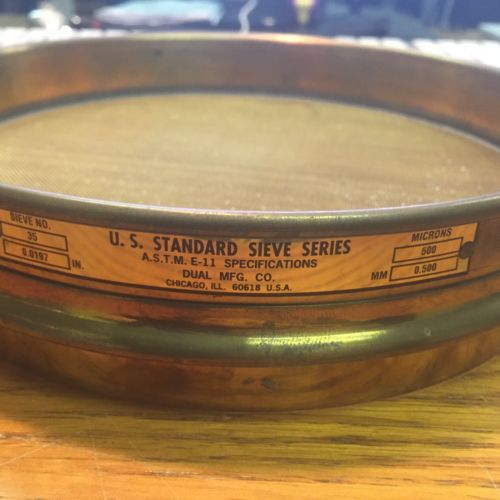 SIEVE NO.
35
0.0197 IN.
U. S. STANDARD SIEVE SERIES
A.S.T.M. E-11 SPECIFICATIONS
DUAL MFG. CO.
CHICAGO, ILL. 60618 U.S.A.
MICRONS
500
MM 0.500